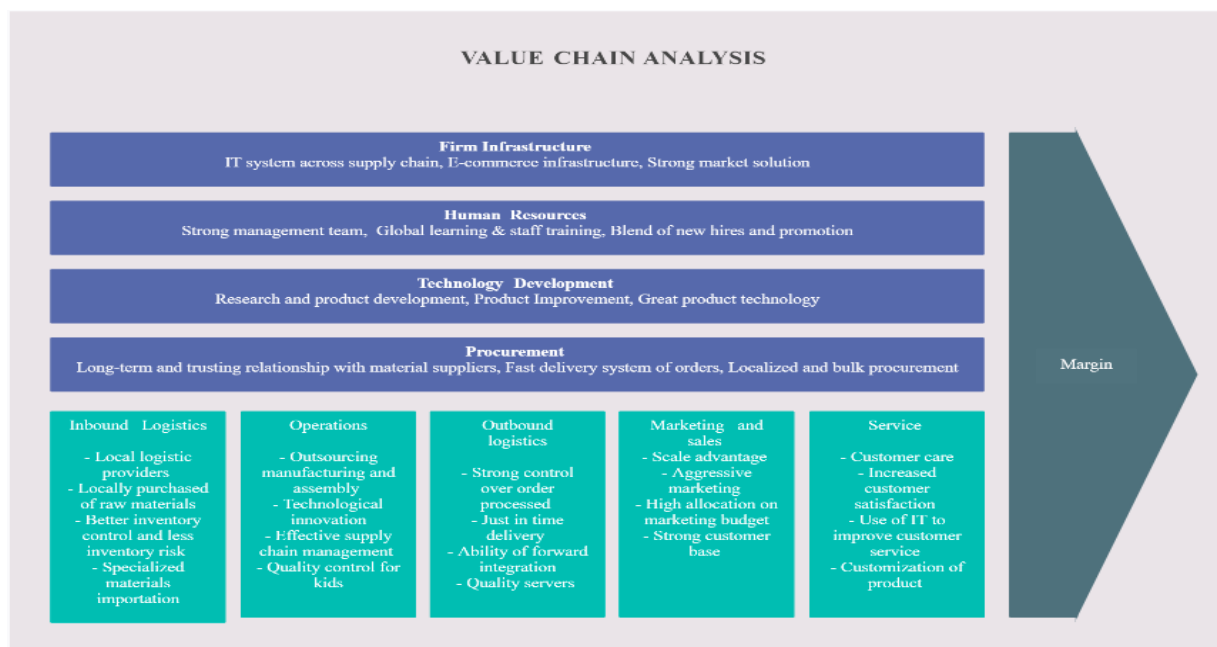 VALUE CHAIN ANALYSIS
Firm Infrastructure
IT system across supply chain, E-commerce infrastructure, Strong market solution
Human Resources
Strong management team, Global learning & staff training, Blend of new hires and promotion
Technology Development
Research and product development, Product Improvement, Great product technology
Procurement
Long-term and trusting relationship with material suppliers, Fast delivery system of orders, Localized and bulk procurement
Margin
Inbound Logistics
- Local logistic
providers
- Locally purchased
of raw materials
- Better inventory
control and less
inventory risk
- Specialized
materials
importation
Operations
- Outsourcing
manufacturing and
assembly
- Technological
innovation
- Effective supply
chain management
- Quality control for
kids
Outbound
logistics
- Strong control
over order
processed
- Just in time
delivery
- Ability of forward
integration
- Quality servers
Marketing and
sales
- Scale advantage
- Aggressive
marketing
- High allocation on
marketing budget
- Strong customer
base
Service
- Customer care
- Increased
customer
satisfaction
- Use of IT to
improve customer
service
- Customization of
product